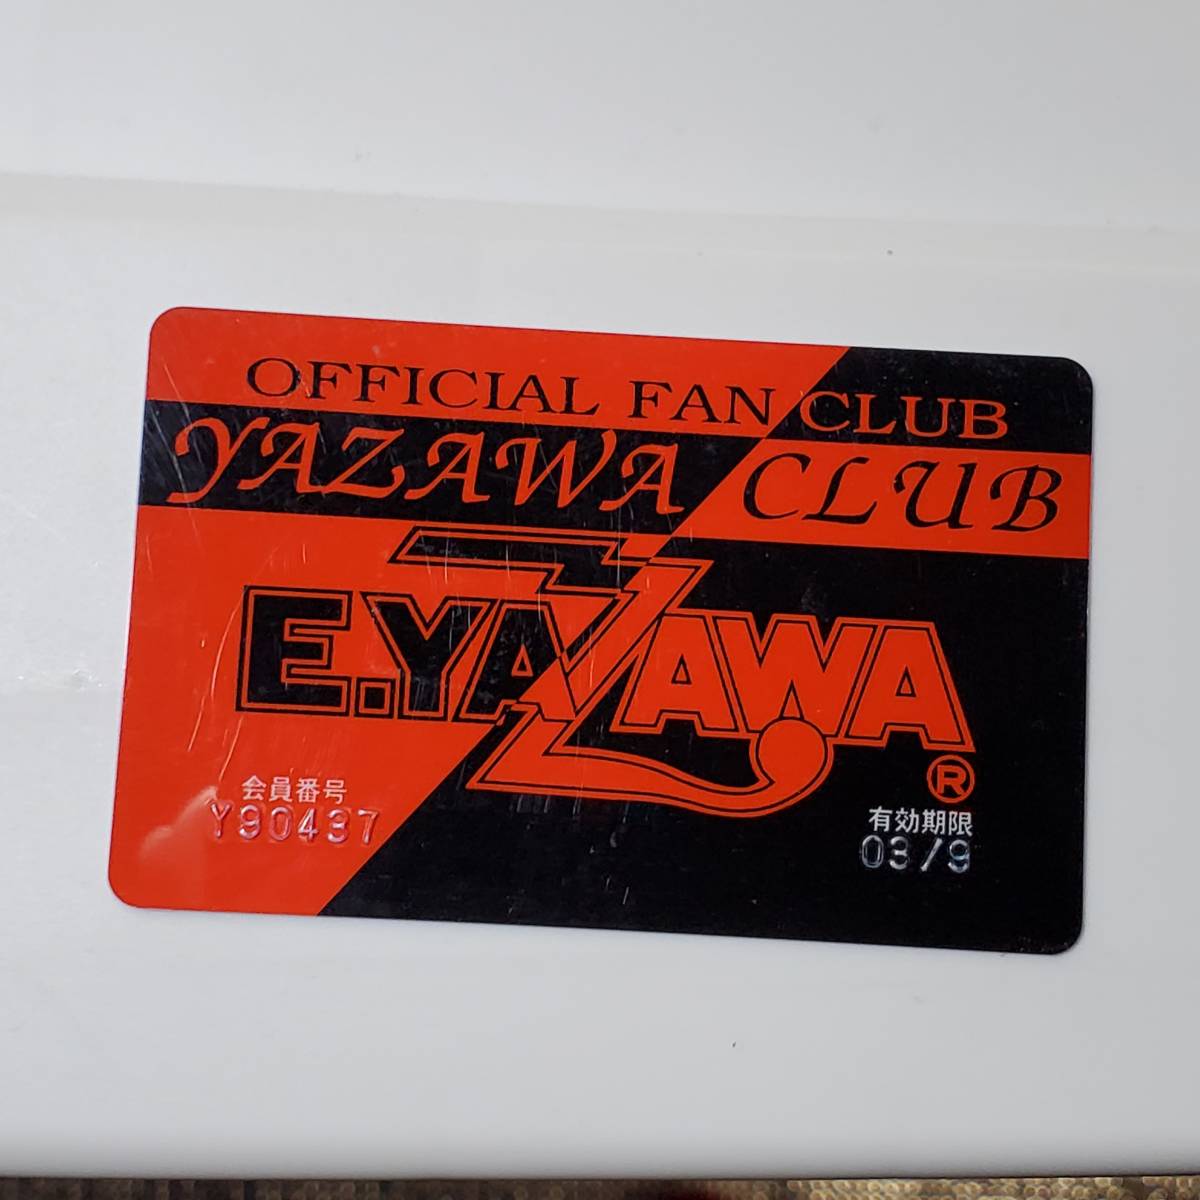 OFFICIAL FAN CLUB
YAZAWA CLUB
E.YAZAWA
®
会員番号
Y90437
有効期限
03/9